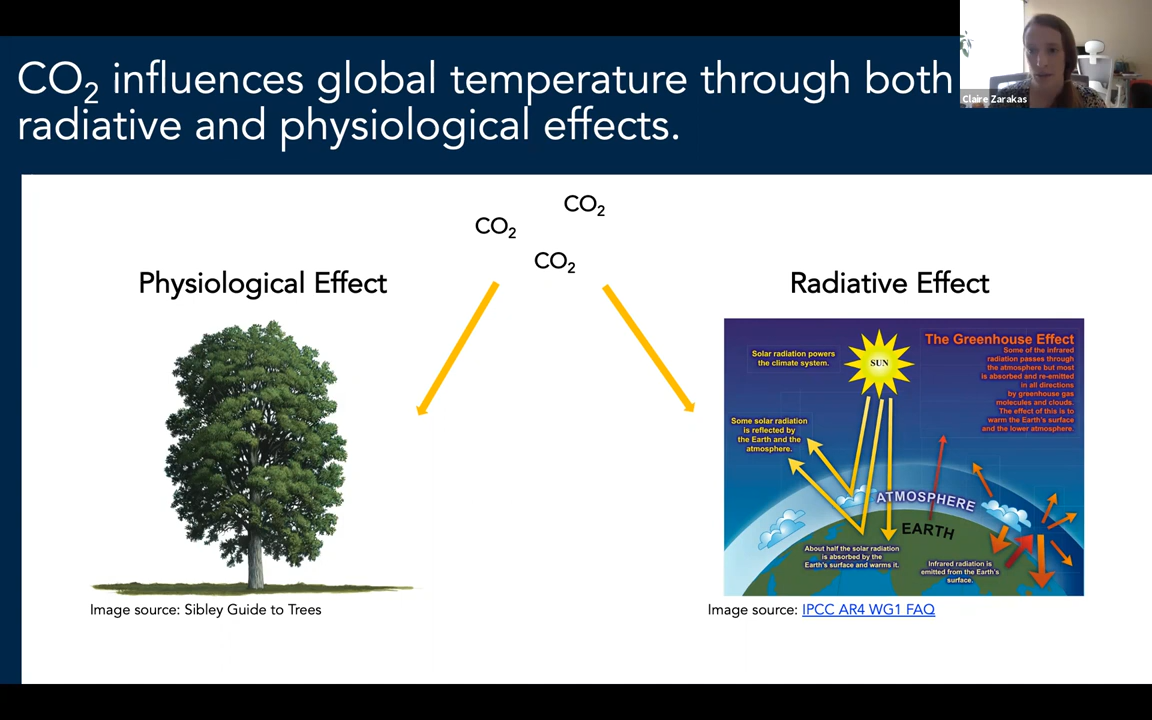 CO₂ influences global temperature through both
radiative and physiological effects.
Claire Zarakas
CO₂
CO₂
CO₂
Physiological Effect
Radiative Effect
Image source: Sibley Guide to Trees
The Greenhouse Effect
Some of the infrared
radiation passes through
the atmosphere but most
is absorbed and re-emitted
in all directions
by greenhouse gas
molecules and clouds.
The effect of this is to
warm the Earth's surface
and the lower atmosphere.
Solar radiation powers
the climate system.
SUN
Some solar radiation
is reflected by
the Earth and the
atmosphere.
ATMOSPHERE
EARTH
About half the solar radiation
is absorbed by the
Earth's surface and warms it.
Infrared radiation is
emitted from the Earth's
surface.
Image source: IPCC AR4 WG1 FAQ